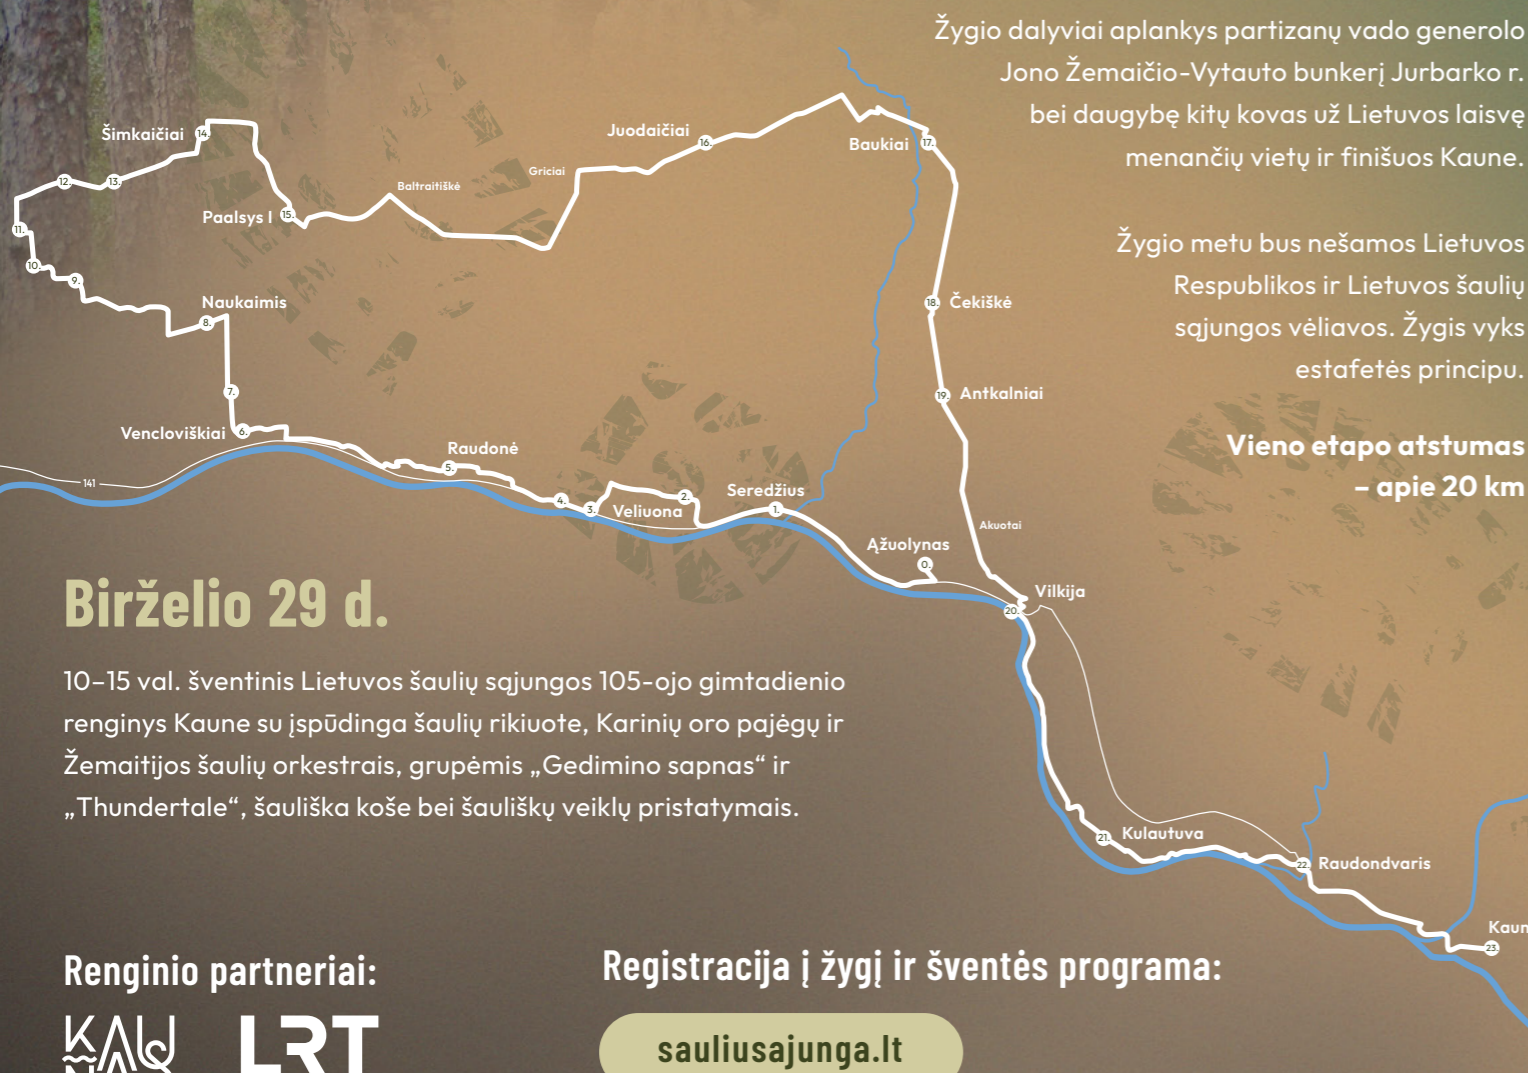 Žygio dalyviai aplankys partizanų vado generolo
Jono Žemaičio-Vytauto bunkerį Jurbarko r.
bei daugybę kitų kovas už Lietuvos laisvę
menančių vietų ir finišuos Kaune.
Žygio metu bus nešamos Lietuvos
Respublikos ir Lietuvos šaulių
sąjungos vėliavos. Žygis vyks
estafetės principu.
Vieno etapo atstumas
– apie 20 km
Šimkaičiai 14.
Juodaičiai 16.
Baukiai 17.
12. 13.
Griciai
Baltraitiškė
Paalsys I 15.
11.
10.
9.
Naukaimis
8.
18. Čekiškė
7.
19. Antkalniai
Vencloviškiai 6.
Raudonė
5.
141
Seredžius
1.
2.
4.
3. Veliuona
Akuotai
Ąžuolynas
0.
Vilkija
20.
21. Kulautuva
22. Raudondvaris
Kaun
23.
Birželio 29 d.
10–15 val. šventinis Lietuvos šaulių sąjungos 105-ojo gimtadienio
renginys Kaune su įspūdinga šaulių rikiuote, Karinių oro pajėgų ir
Žemaitijos šaulių orkestrais, grupėmis „Gedimino sapnas“ ir
„Thundertale“, šauliška koše bei šauliškų veiklų pristatymais.
Renginio partneriai:
KAU
LRT
Registracija į žygį ir šventės programa:
sauliusajunga.lt